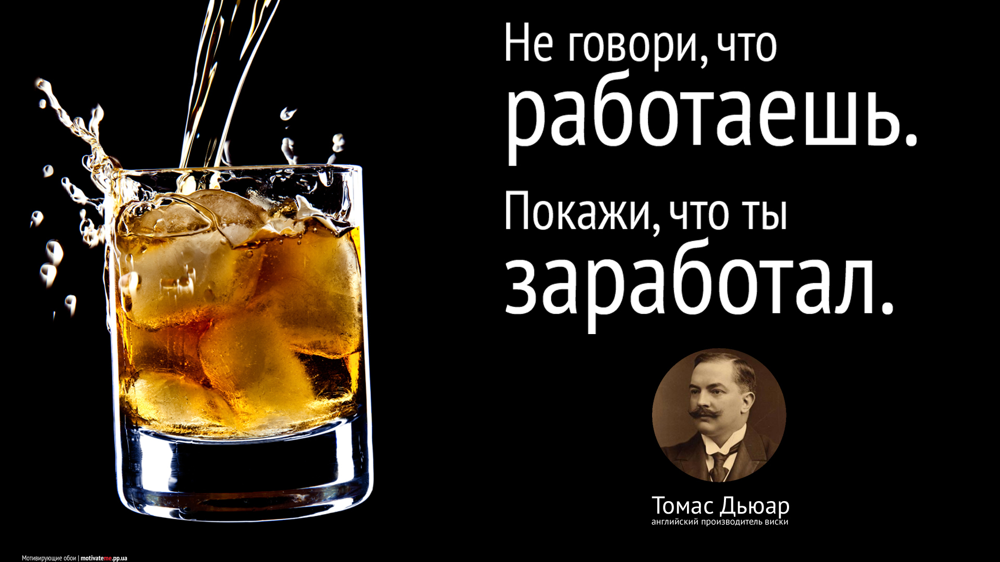 Не говори, что
работаешь.
Покажи, что ты
заработал.
Томас Дьюар
английский производитель виски
Мотивирующие обои | motivateme.pp.ua